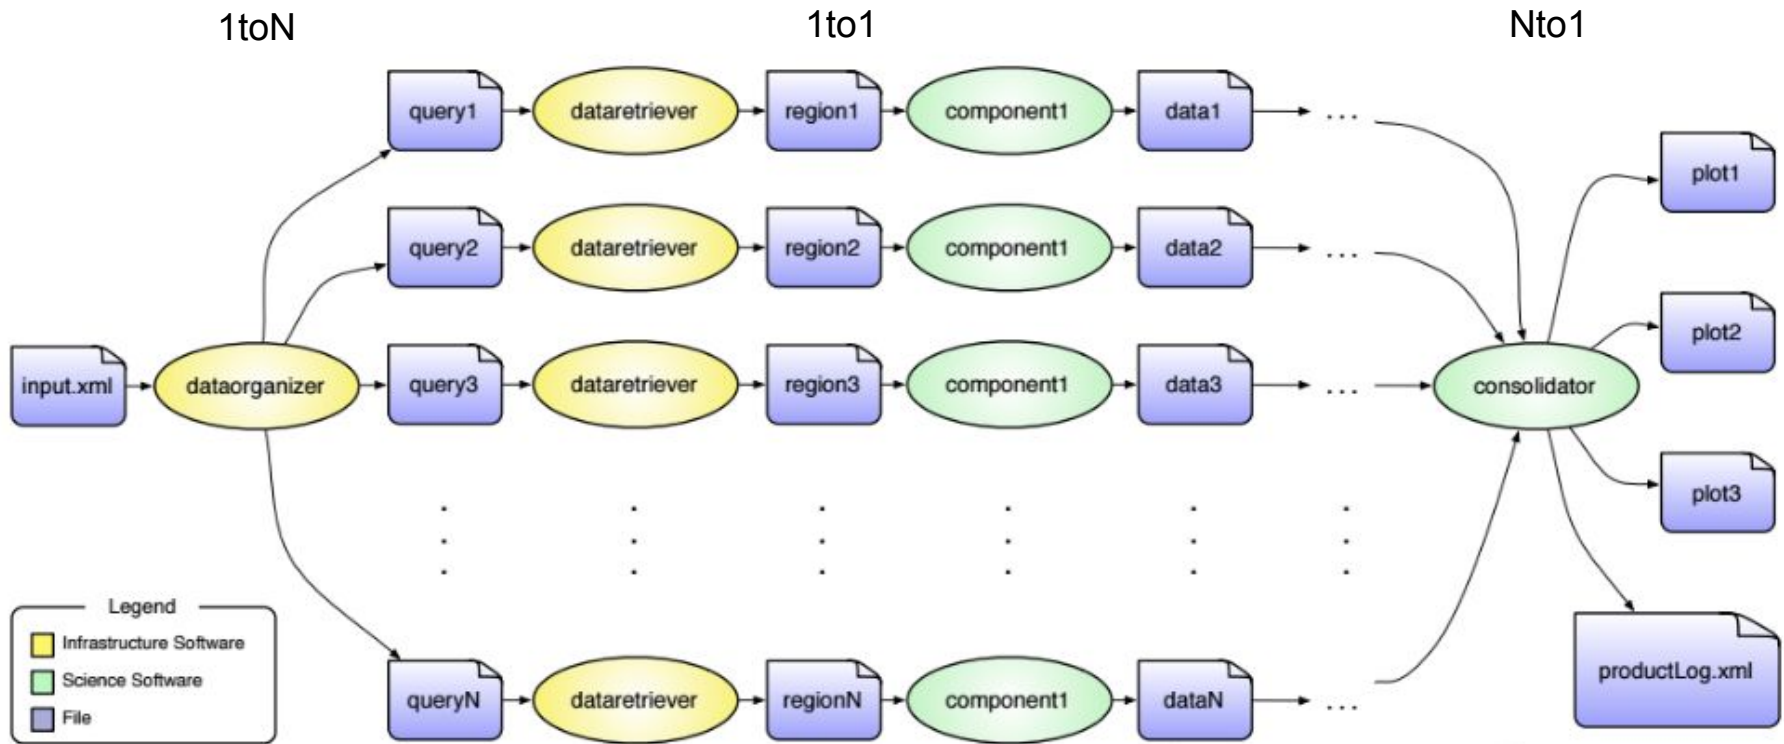 1toN
1to1
Nto1
query1
dataretriever
region1
component1
data1
...
plot1
query2
dataretriever
region2
component1
data2
...
plot2
input.xml
dataorganizer
query3
dataretriever
region3
component1
data3
...
consolidator
plot3
Legend
Infrastructure Software
Science Software
File
queryN
dataretriever
regionN
component1
dataN
...
productLog.xml